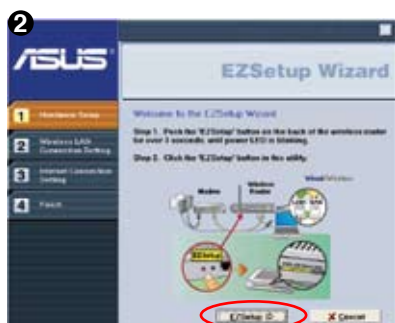 2
ASUS
EZSetup Wizard
1 Hardware Setup
Welcome to the EZSetup Wizard
Step 1. Push the 'EZSetup' button on the back of the wireless router
for over 3 seconds, until power LED is blinking.
2 Wireless LAN
Connection Setting
Step 2. Click the 'EZSetup' button in this utility.
3 Internet Connection
Setting
4 Finish
Modem
Wireless
Router
EZSetup
EZSetup
Cancel